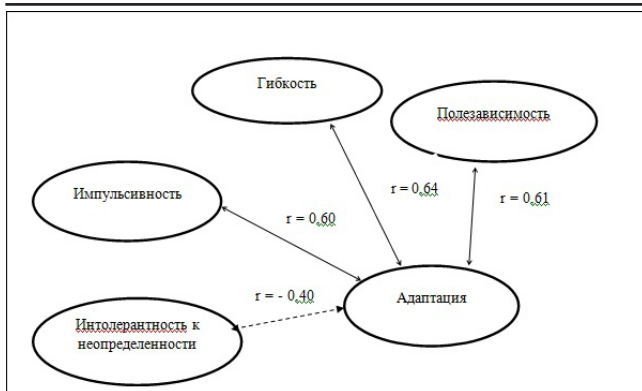 Гибкость
Полезависимость
Импульсивность
r = 0,64
r = 0,61
r = 0,60
r = - 0,40
Адаптация
Интолерантность к
неопределенности